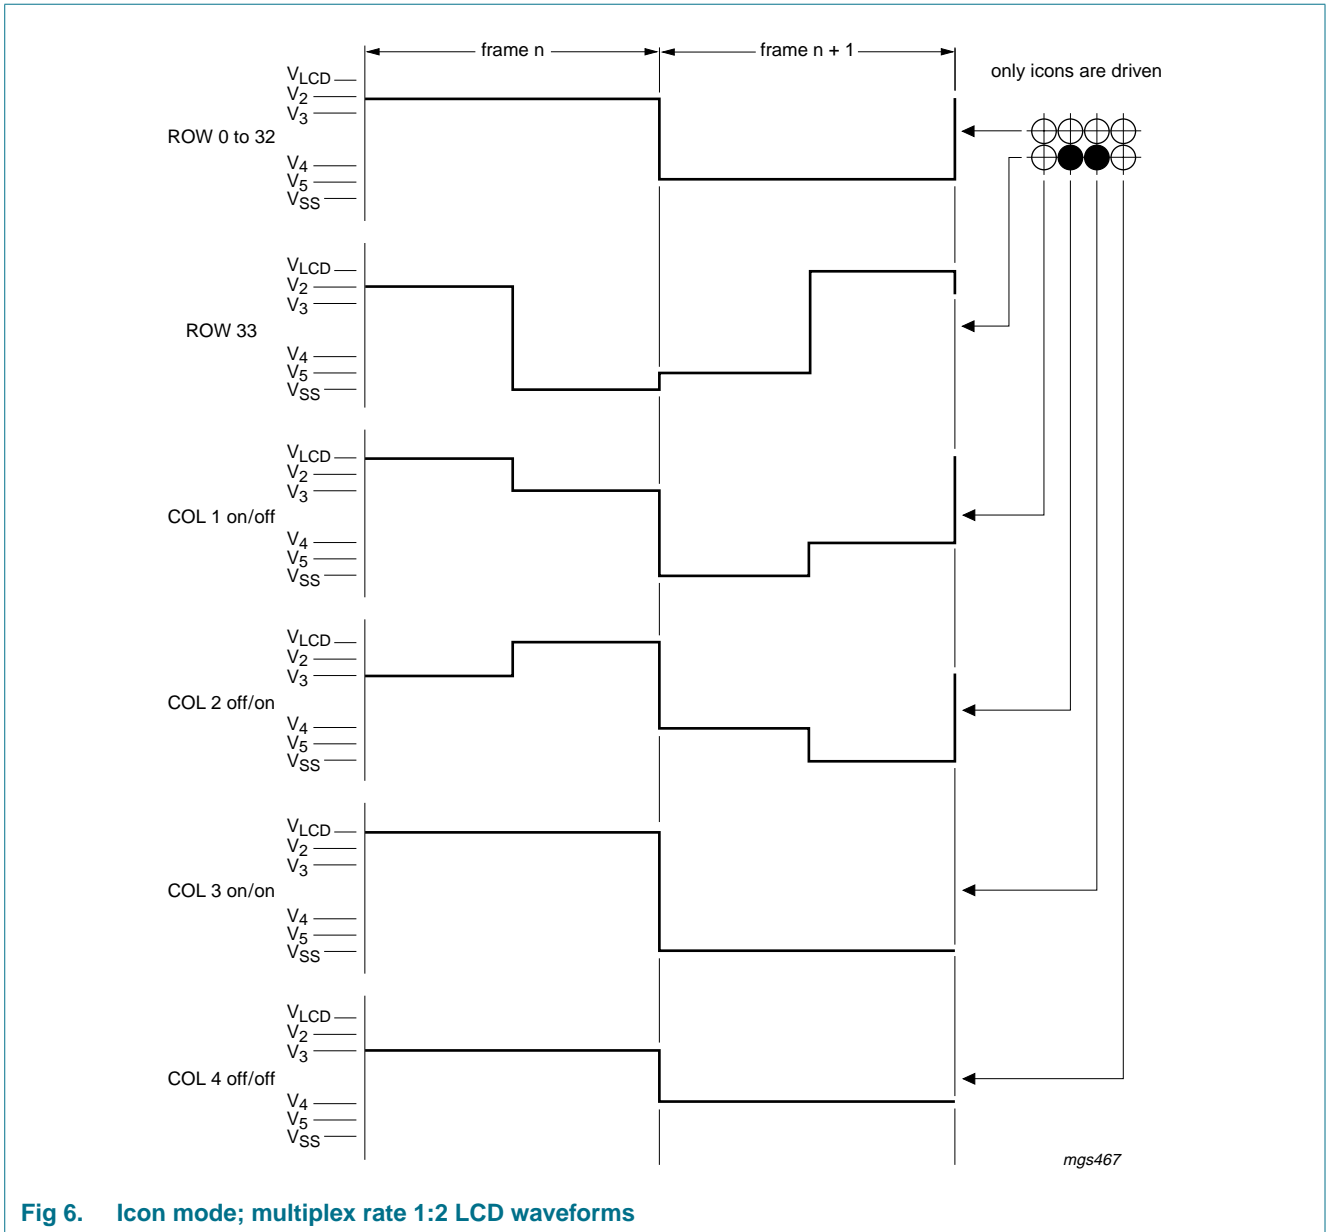 frame n
frame n + 1
only icons are driven
VLCD
V2
V3
ROW 0 to 32
V4
V5
VSS
VLCD
V2
V3
ROW 33
V4
V5
VSS
VLCD
V2
V3
COL 1 on/off
V4
V5
VSS
VLCD
V2
V3
COL 2 off/on
V4
V5
VSS
VLCD
V2
V3
COL 3 on/on
V4
V5
VSS
VLCD
V2
V3
COL 4 off/off
V4
V5
VSS
mgs467
Fig 6. Icon mode; multiplex rate 1:2 LCD waveforms